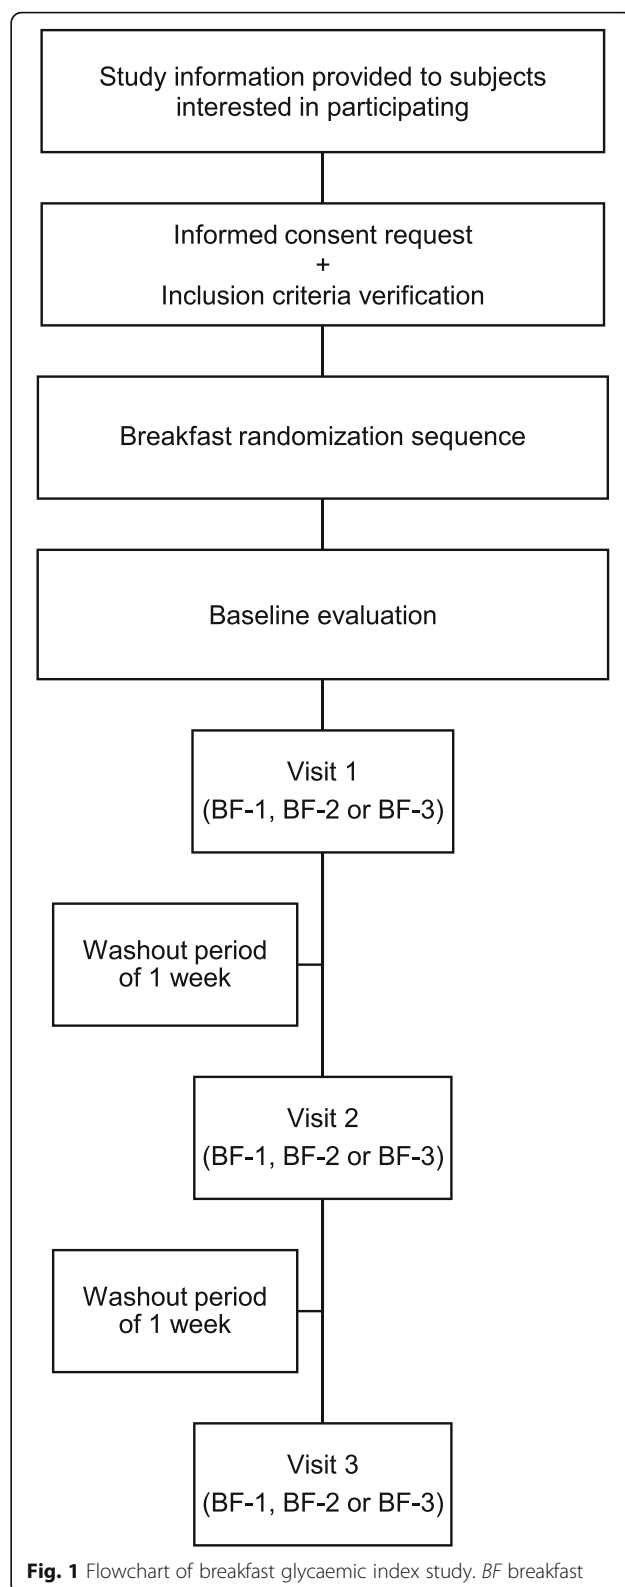 Study information provided to subjects
interested in participating
Informed consent request
+
Inclusion criteria verification
Breakfast randomization sequence
Baseline evaluation
Visit 1
(BF-1, BF-2 or BF-3)
Washout period
of 1 week
Visit 2
(BF-1, BF-2 or BF-3)
Washout period
of 1 week
Visit 3
(BF-1, BF-2 or BF-3)
Fig. 1 Flowchart of breakfast glycaemic index study. BF breakfast